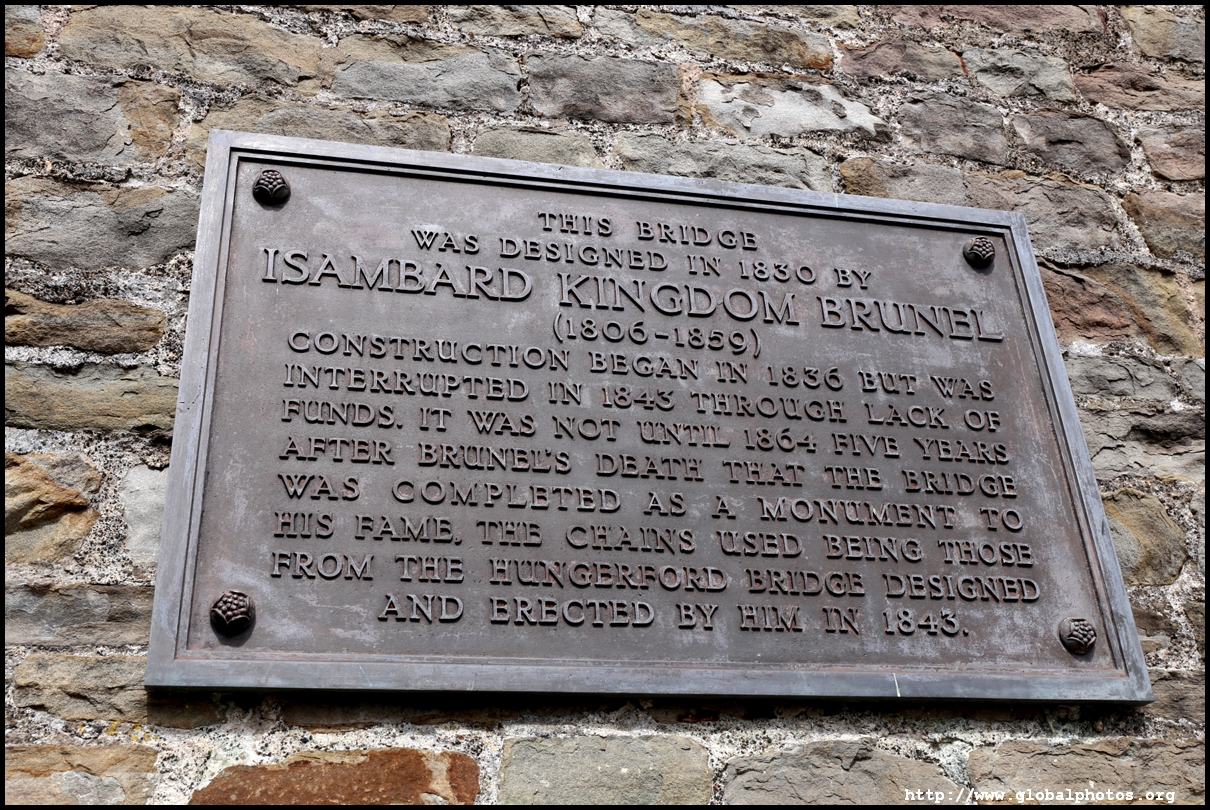 THIS BRIDGE
WAS DESIGNED IN 1830 BY
ISAMBARD KINGDOM BRUNEL
(1806-1859)
CONSTRUCTION BEGAN IN 1836 BUT WAS
INTERRUPTED IN 1843 THROUGH LACK OF
FUNDS. IT WAS NOT UNTIL 1864 FIVE YEARS
AFTER BRUNEL'S DEATH THAT THE BRIDGE
WAS COMPLETED AS A MONUMENT TO
HIS FAME. THE CHAINS USED BEING THOSE
FROM THE HUNGERFORD BRIDGE DESIGNED
AND ERECTED BY HIM IN 1843.
http://www.globalphotos.org